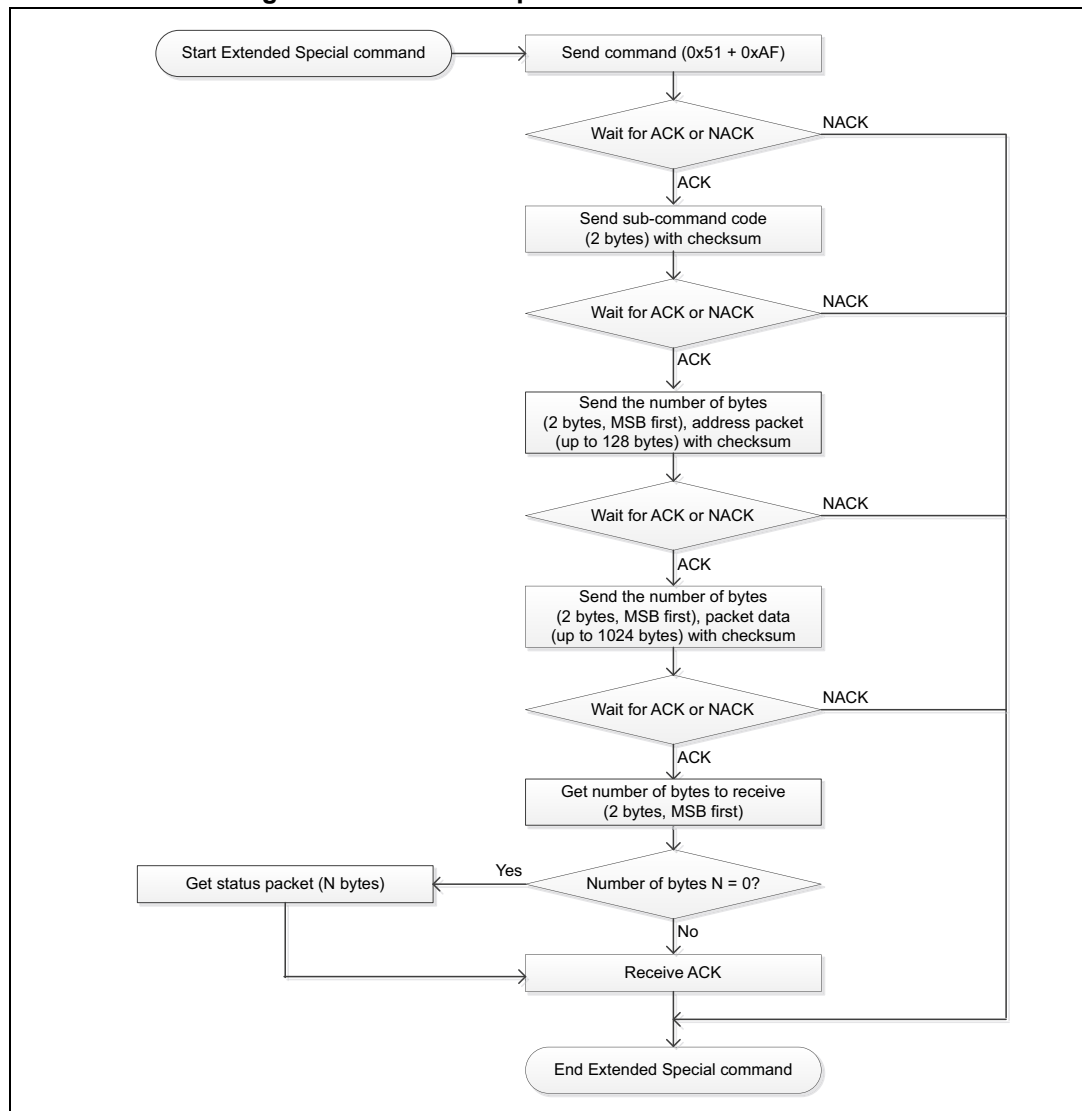 Start Extended Special command
Send command (0x51 + 0xAF)
Wait for ACK or NACK
NACK
ACK
Send sub-command code
(2 bytes) with checksum
Wait for ACK or NACK
NACK
ACK
Send the number of bytes
(2 bytes, MSB first), address packet
(up to 128 bytes) with checksum
Wait for ACK or NACK
NACK
ACK
Send the number of bytes
(2 bytes, MSB first), packet data
(up to 1024 bytes) with checksum
Wait for ACK or NACK
NACK
ACK
Get number of bytes to receive
(2 bytes, MSB first)
Number of bytes N = 0?
Yes
Get status packet (N bytes)
No
Receive ACK
End Extended Special command